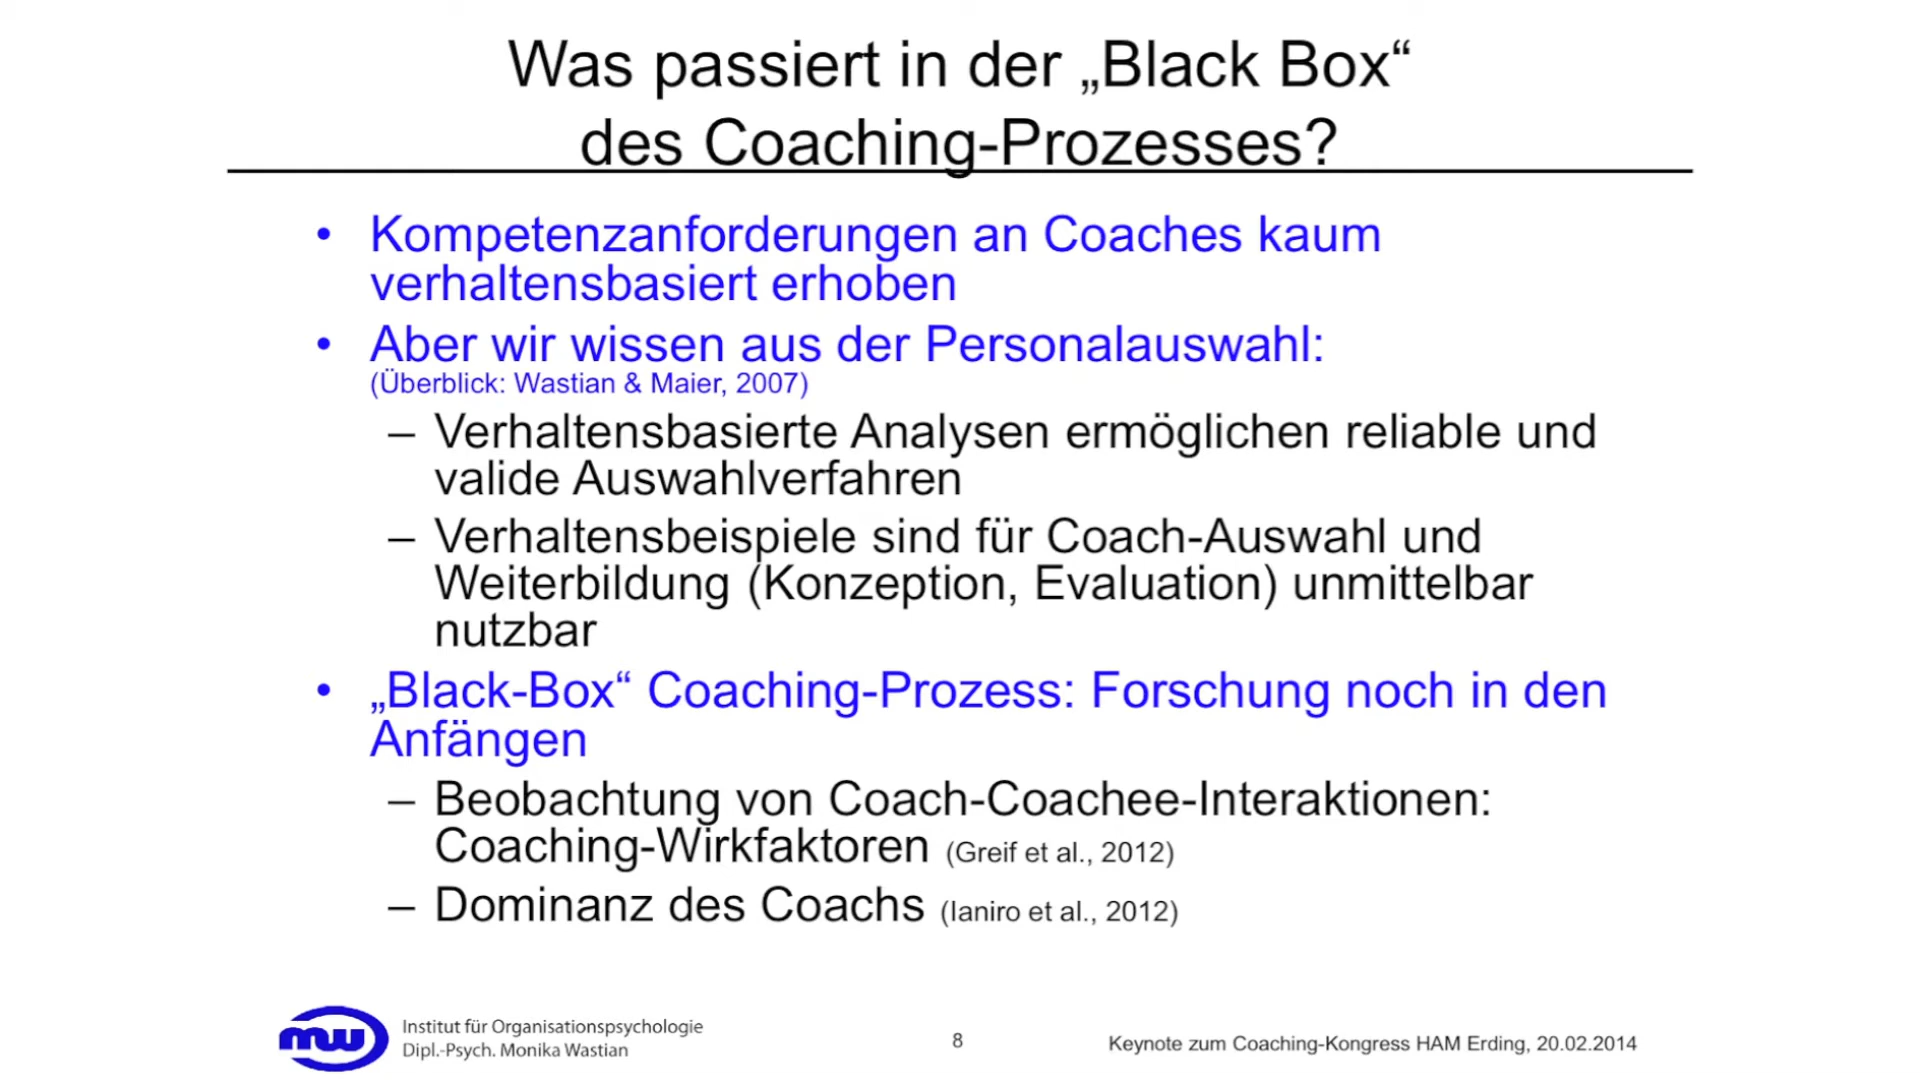 Was passiert in der „Black Box“
des Coaching-Prozesses?
• Kompetenzanforderungen an Coaches kaum
verhaltensbasiert erhoben
• Aber wir wissen aus der Personalauswahl:
(Überblick: Wastian & Maier, 2007)
– Verhaltensbasierte Analysen ermöglichen reliable und
valide Auswahlverfahren
– Verhaltensbeispiele sind für Coach-Auswahl und
Weiterbildung (Konzeption, Evaluation) unmittelbar
nutzbar
• „Black-Box“ Coaching-Prozess: Forschung noch in den
Anfängen
– Beobachtung von Coach-Coachee-Interaktionen:
Coaching-Wirkfaktoren (Greif et al., 2012)
– Dominanz des Coachs (Ianiro et al., 2012)
mw
Institut für Organisationspsychologie
Dipl.-Psych. Monika Wastian
8
Keynote zum Coaching-Kongress HAM Erding, 20.02.2014